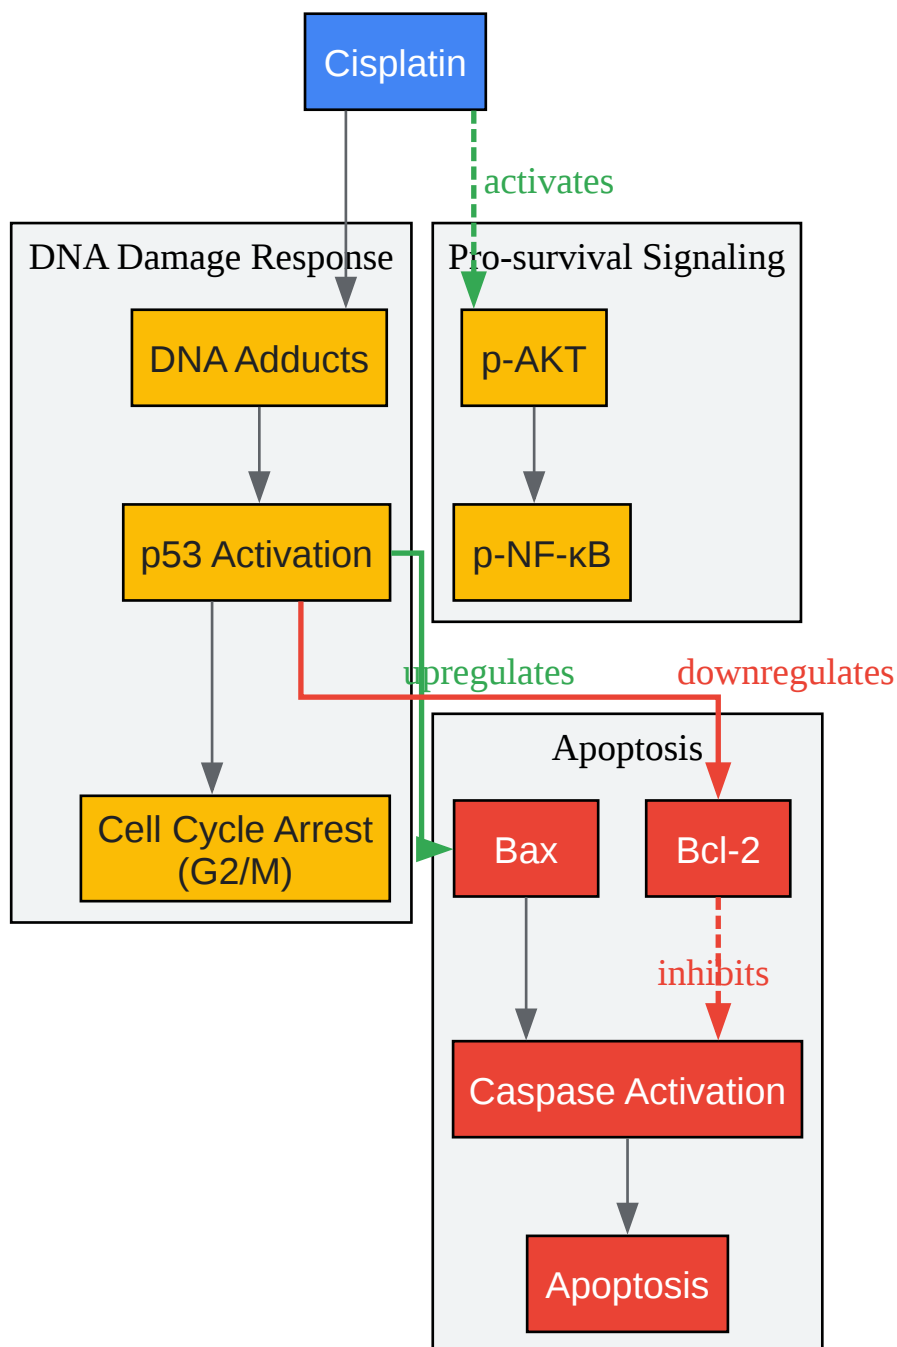 Cisplatin
activates
DNA Damage Response
Pro-survival Signaling
DNA Adducts
p-AKT
p53 Activation
p-NF-κB
upregulates
downregulates
Apoptosis
Cell Cycle Arrest
(G2/M)
Bax
Bcl-2
inhibits
Caspase Activation
Apoptosis